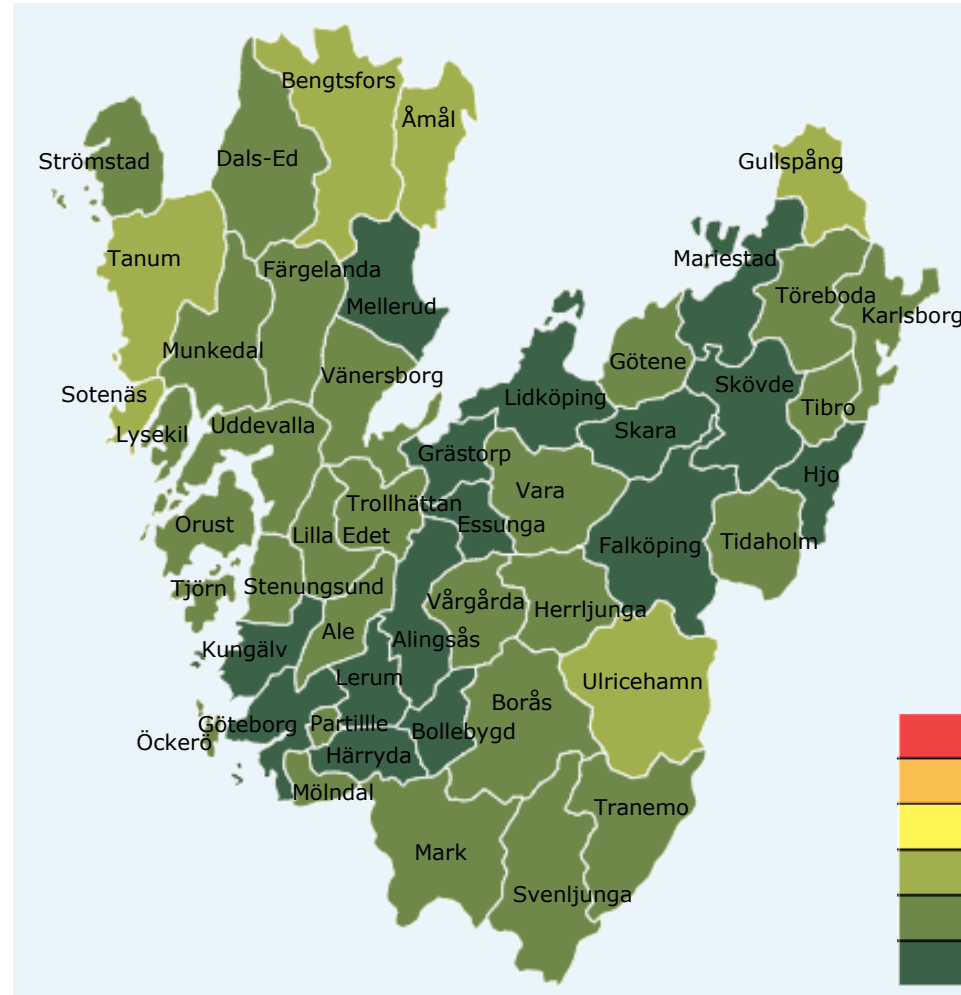 Bengtsfors
Åmål
Strömstad
Dals-Ed
Gullspång
Tanum
Färgelanda
Mariestad
Mellerud
Töreboda
Karlsborg
Munkedal
Götene
Vänersborg
Skövde
Sotenäs
Lidköping
Tibro
Lysekil
Uddevalla
Skara
Grästorp
Hjo
Vara
Trollhättan
Orust
Essunga
Lilla Edet
Falköping
Tidaholm
Tjörn
Stenungsund
Vårgårda
Herrljunga
Ale
Alingsås
Kungälv
Lerum
Ulricehamn
Borås
Göteborg
Partillle
Bollebygd
Öckerö
Härryda
Mölndal
Tranemo
Mark
Svenljunga